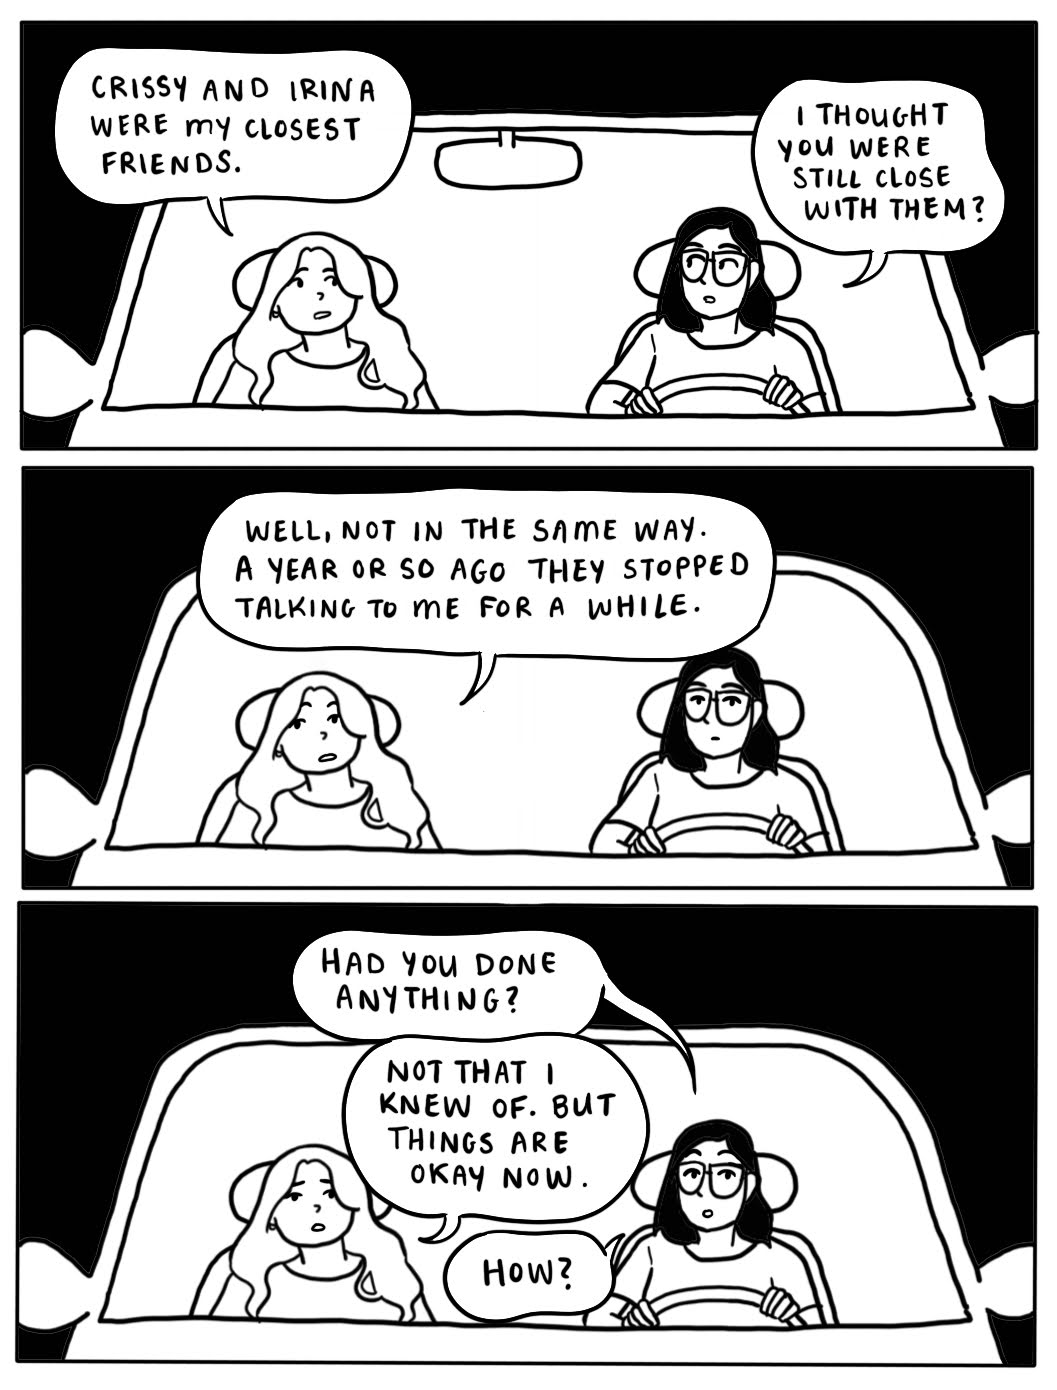 CRISSY AND IRINA
WERE MY CLOSEST
FRIENDS.
I THOUGHT
YOU WERE
STILL CLOSE
WITH THEM?
WELL, NOT IN THE SAME WAY.
A YEAR OR SO AGO THEY STOPPED
TALKING TO ME FOR A WHILE.
HAD YOU DONE
ANYTHING?
NOT THAT I
KNEW OF. BUT
THINGS ARE
OKAY NOW.
HOW?